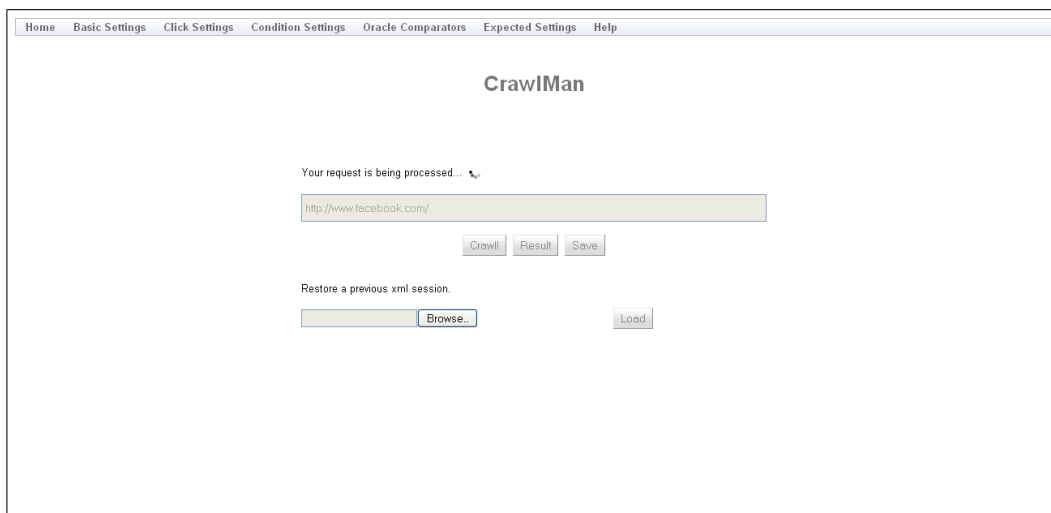 Home Basic Settings Click Settings Condition Settings Oracle Comparators Expected Settings Help
CrawlMan
Your request is being processed...
http://www.facebook.com/
Crawl! Result Save
Restore a previous xml session.
Browse.. Load